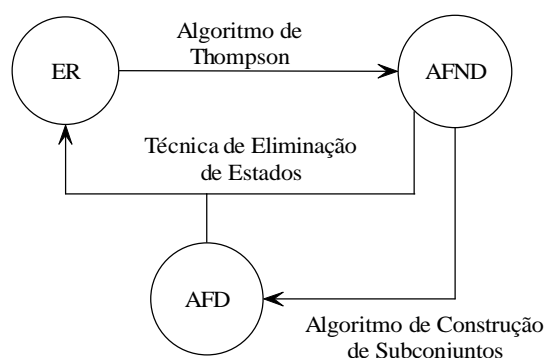 Algoritmo de
Thompson
ER
AFND
Técnica de Eliminação
de Estados
AFD
Algoritmo de Construção
de Subconjuntos